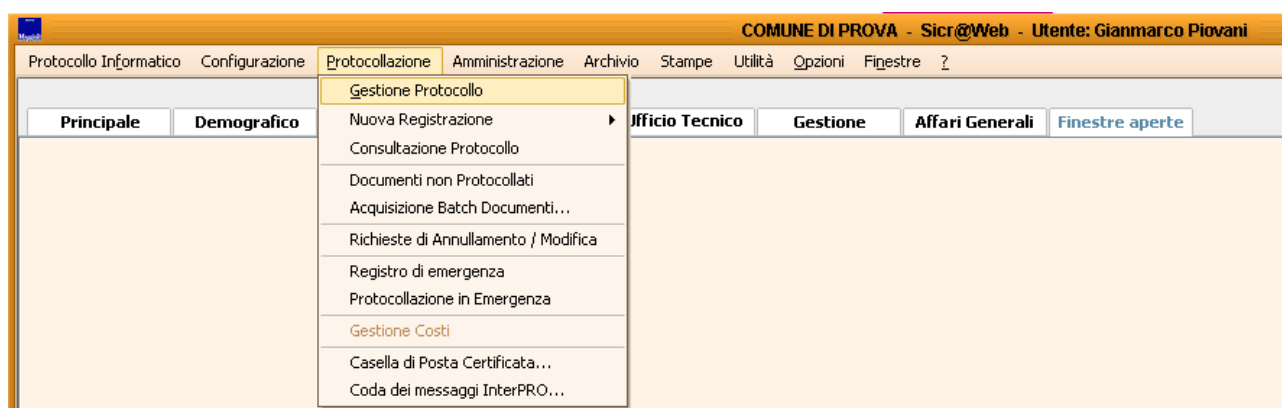 COMUNE DI PROVA - Sicr@Web - Utente: Gianmarco Piovani
Protocollo Informatico Configurazione Protocollazione Amministrazione Archivio Stampe Utilità Opzioni Finestre ?
Principale Demografico Ufficio Tecnico Gestione Affari Generali Finestre aperte
Gestione Protocollo
Nuova Registrazione
Consultazione Protocollo
Documenti non Protocollati
Acquisizione Batch Documenti...
Richieste di Annullamento / Modifica
Registro di emergenza
Protocollazione in Emergenza
Gestione Costi
Casella di Posta Certificata...
Coda dei messaggi InterPRO...